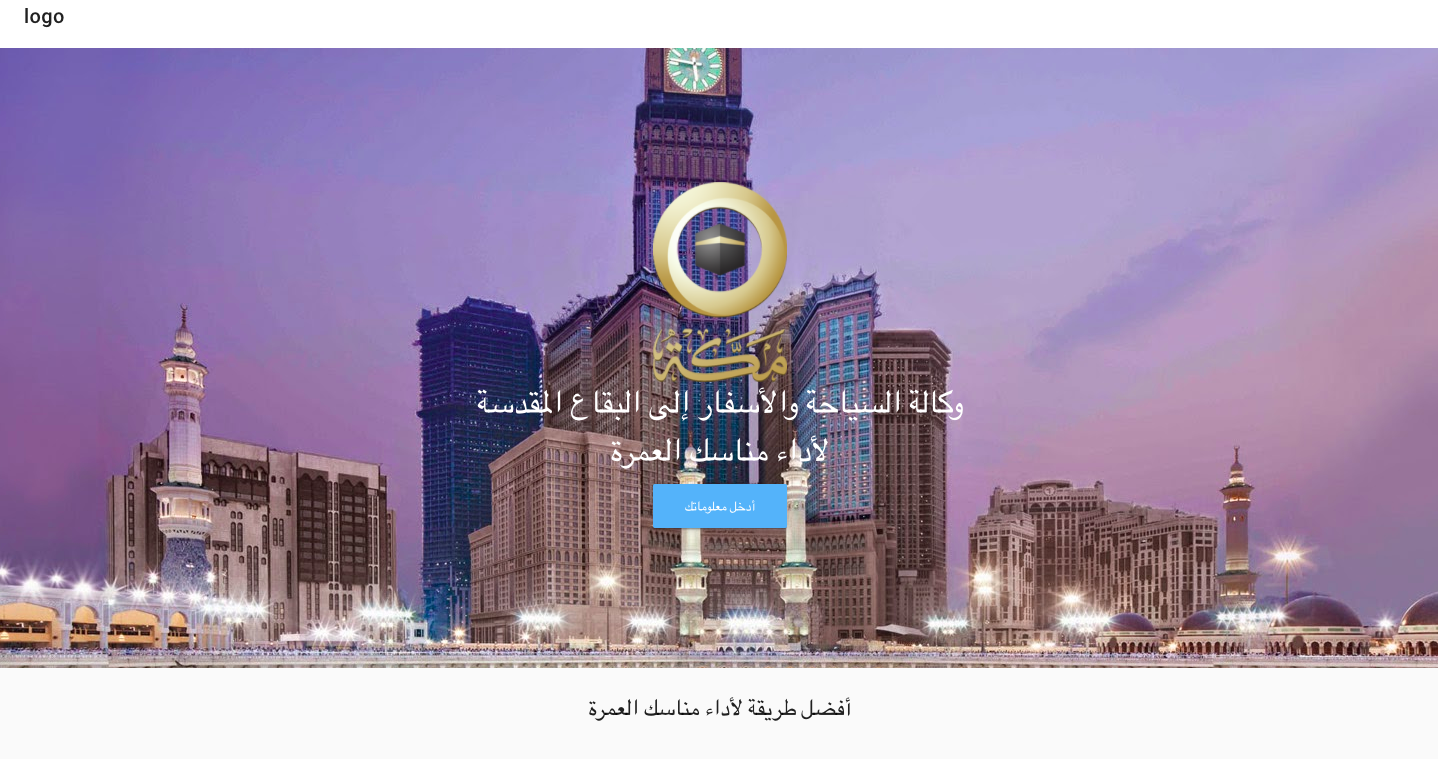 logo
مَكَّةْ
وكالة السياحة والأسفار إلى البقاع المقدسة
لأداء مناسك العمرة
أدخل معلوماتك
أفضل طريقة لأداء مناسك العمرة